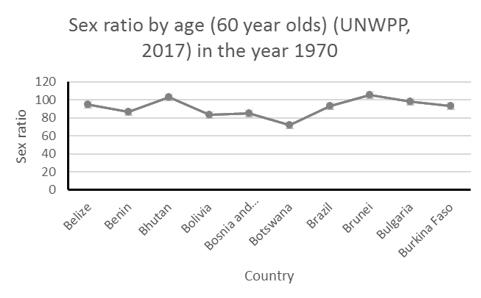 Sex ratio by age (60 year olds) (UNWPP,
2017) in the year 1970
120
100
80
60
40
20
0
Sex ratio
Belize
Benin
Bhutan
Bolivia
Bosnia and...
Botswana
Brazil
Brunei
Bulgaria
Burkina Faso
Country